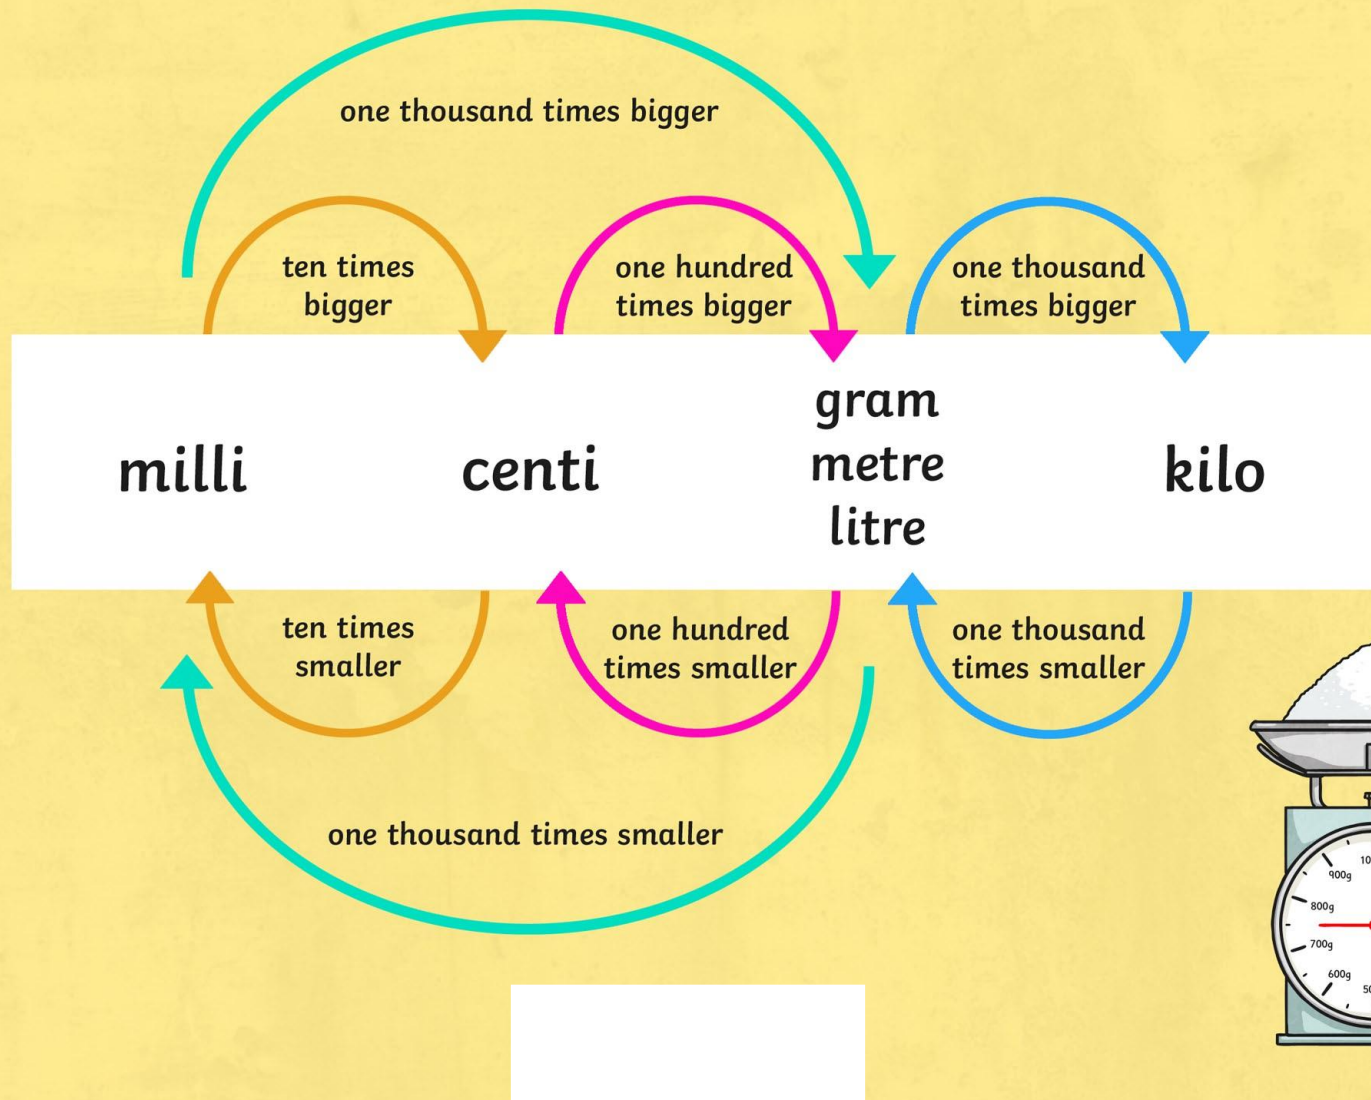 one thousand times bigger
ten times
bigger
one hundred
times bigger
one thousand
times bigger
milli
centi
gram
metre
litre
kilo
ten times
smaller
one hundred
times smaller
one thousand
times smaller
one thousand times smaller
900g
800g
700g
600g